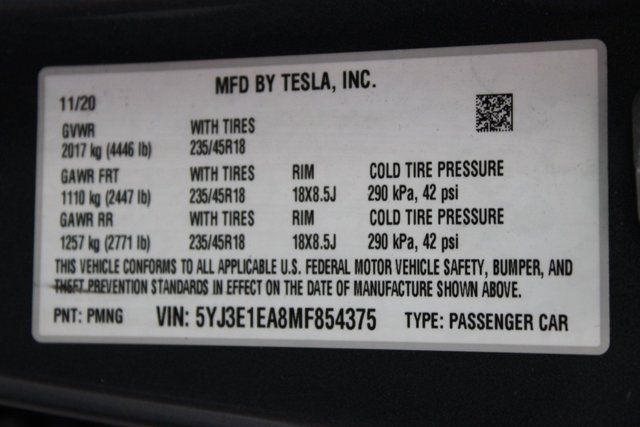 MFD BY TESLA, INC.
11/20
GVWR WITH TIRES
2017 kg (4446 lb) 235/45R18
GAWR FRT WITH TIRES RIM COLD TIRE PRESSURE
1110 kg (2447 lb) 235/45R18 18X8.5J 290 kPa, 42 psi
GAWR RR WITH TIRES RIM COLD TIRE PRESSURE
1257 kg (2771 lb) 235/45R18 18X8.5J 290 kPa, 42 psi
THIS VEHICLE CONFORMS TO ALL APPLICABLE U.S. FEDERAL MOTOR VEHICLE SAFETY, BUMPER, AND
THEFT PREVENTION STANDARDS IN EFFECT ON THE DATE OF MANUFACTURE SHOWN ABOVE.
PNT: PMNG VIN: 5YJ3E1EA8MF854375 TYPE: PASSENGER CAR